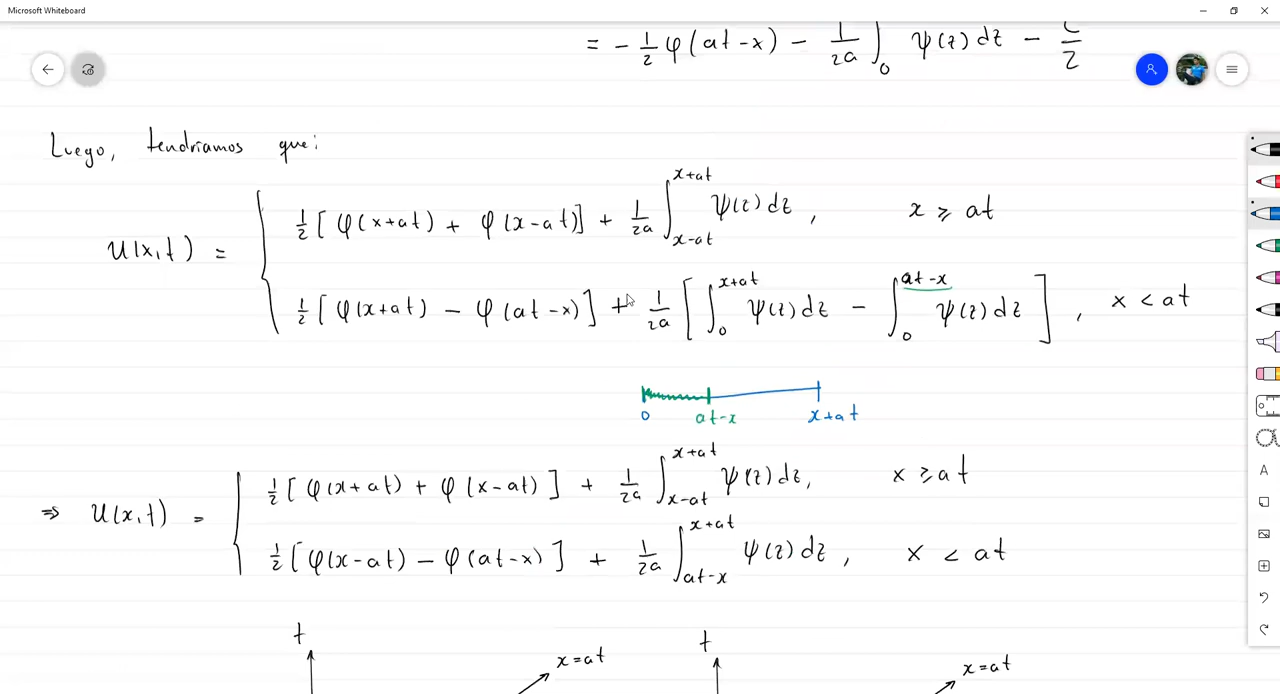 Microsoft Whiteboard
= - 1/2 φ(at-x) - 1/2a ∫_0 ψ(z) dz - C/2
Luego, tendríamos que:
u(x,t) = { 1/2 [φ(x+at) + φ(x-at)] + 1/2a ∫_{x-at}^{x+at} ψ(z) dz, x ⩾ at
1/2 [φ(x+at) - φ(at-x)] + 1/2a [∫_0^{x+at} ψ(z) dz - ∫_0^{at-x} ψ(z) dz], x < at
0 at-x x+at
⇒ u(x,t) = { 1/2 [φ(x+at) + φ(x-at)] + 1/2a ∫_{x-at}^{x+at} ψ(z) dz, x ⩾ at
1/2 [φ(x-at) - φ(at-x)] + 1/2a ∫_{at-x}^{x+at} ψ(z) dz, x < at
t x=at t x=at